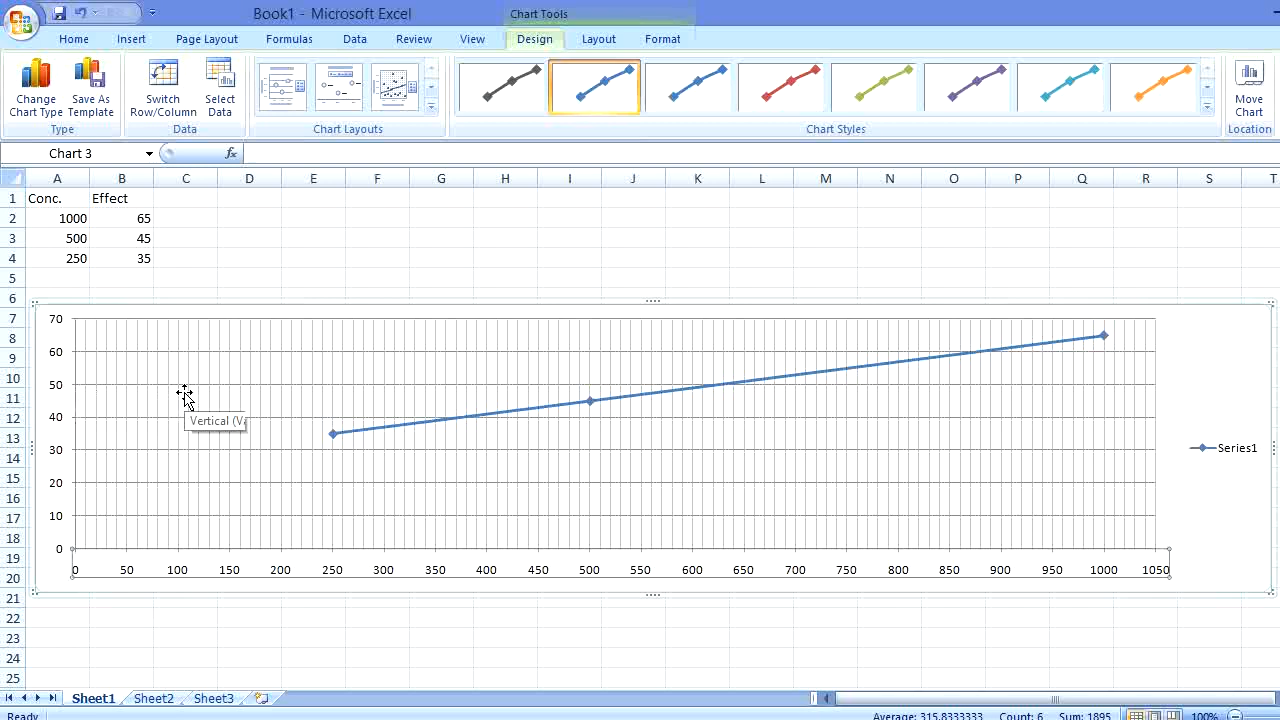 Book1 - Microsoft Excel
Chart Tools
Home Insert Page Layout Formulas Data Review View Design Layout Format
Change Chart Type
Save As Template
Switch Row/Column
Select Data
Move Chart
Type Data Chart Layouts Chart Styles Location
Chart 3 fx
A B C D E F G H I J K L M N O P Q R S T
1 Conc. Effect
2 1000 65
3 500 45
4 250 35
5
6
7
8
9
10
11
12
13
14
15
16
17
18
19
20
21
22
23
24
25
70
60
50
40
30
20
10
0
Vertical (Va
Series1
0 50 100 150 200 250 300 350 400 450 500 550 600 650 700 750 800 850 900 950 1000 1050
Sheet1 Sheet2 Sheet3
Ready Average: 315.8333333 Count: 6 Sum: 1895 100%